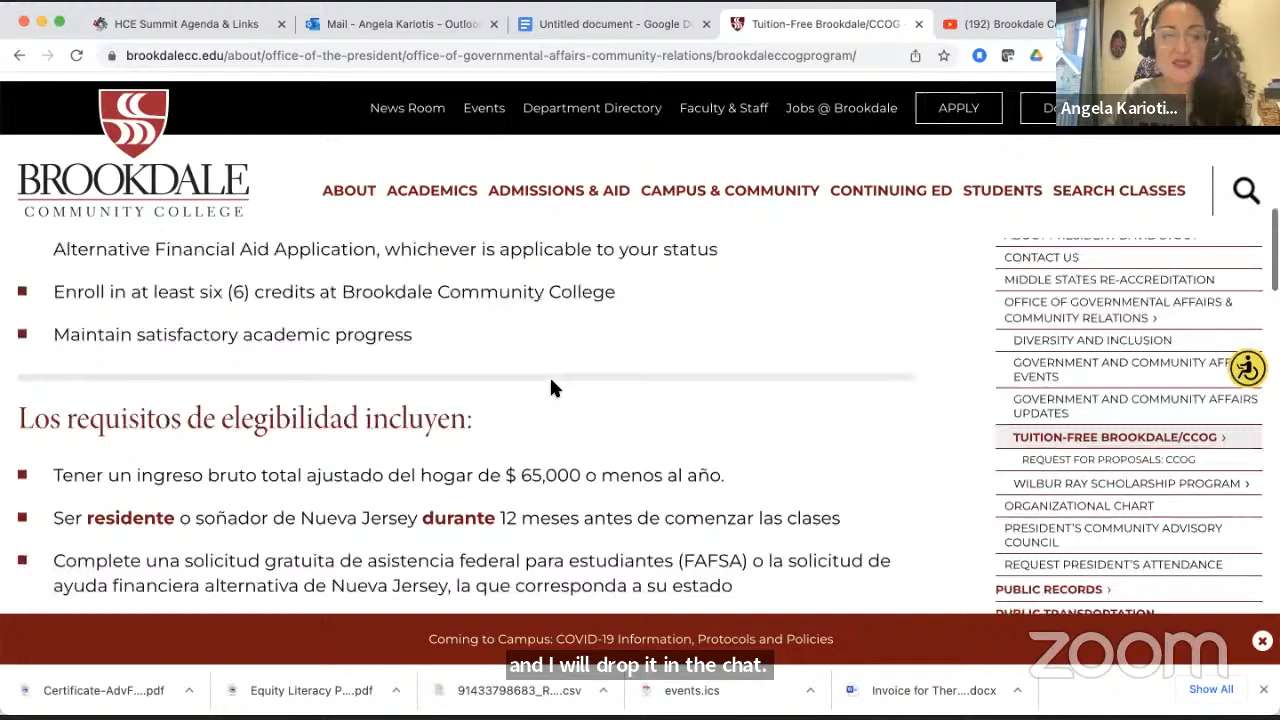 HCE Summit Agenda & Links
Mail – Angela Kariotis – Outloo
Untitled document - Google D
Tuition-Free Brookdale/CCOG
(192) Brookdale C
brookdalecc.edu/about/office-of-the-president/office-of-governmental-affairs-community-relations/brookdaleccogprogram/
Angela Karioti...
News Room Events Department Directory Faculty & Staff Jobs @ Brookdale APPLY
BROOKDALE
COMMUNITY COLLEGE
ABOUT ACADEMICS ADMISSIONS & AID CAMPUS & COMMUNITY CONTINUING ED STUDENTS SEARCH CLASSES
Alternative Financial Aid Application, whichever is applicable to your status
Enroll in at least six (6) credits at Brookdale Community College
Maintain satisfactory academic progress
Los requisitos de elegibilidad incluyen:
Tener un ingreso bruto total ajustado del hogar de $ 65,000 o menos al año.
Ser residente o soñador de Nueva Jersey durante 12 meses antes de comenzar las clases
Complete una solicitud gratuita de asistencia federal para estudiantes (FAFSA) o la solicitud de
ayuda financiera alternativa de Nueva Jersey, la que corresponda a su estado
CONTACT US
MIDDLE STATES RE-ACCREDITATION
OFFICE OF GOVERNMENTAL AFFAIRS &
COMMUNITY RELATIONS ›
DIVERSITY AND INCLUSION
GOVERNMENT AND COMMUNITY AFF
EVENTS
GOVERNMENT AND COMMUNITY AFFAIRS
UPDATES
TUITION-FREE BROOKDALE/CCOG ›
REQUEST FOR PROPOSALS: CCOG
WILBUR RAY SCHOLARSHIP PROGRAM ›
ORGANIZATIONAL CHART
PRESIDENT'S COMMUNITY ADVISORY
COUNCIL
REQUEST PRESIDENT'S ATTENDANCE
PUBLIC RECORDS ›
PUBLIC TRANSPORTATION
Coming to Campus: COVID-19 Information, Protocols and Policies
and I will drop it in the chat.
zoom
Certificate-AdvF....pdf
Equity Literacy P....pdf
91433798683_R....csv
events.ics
Invoice for Ther....docx
Show All